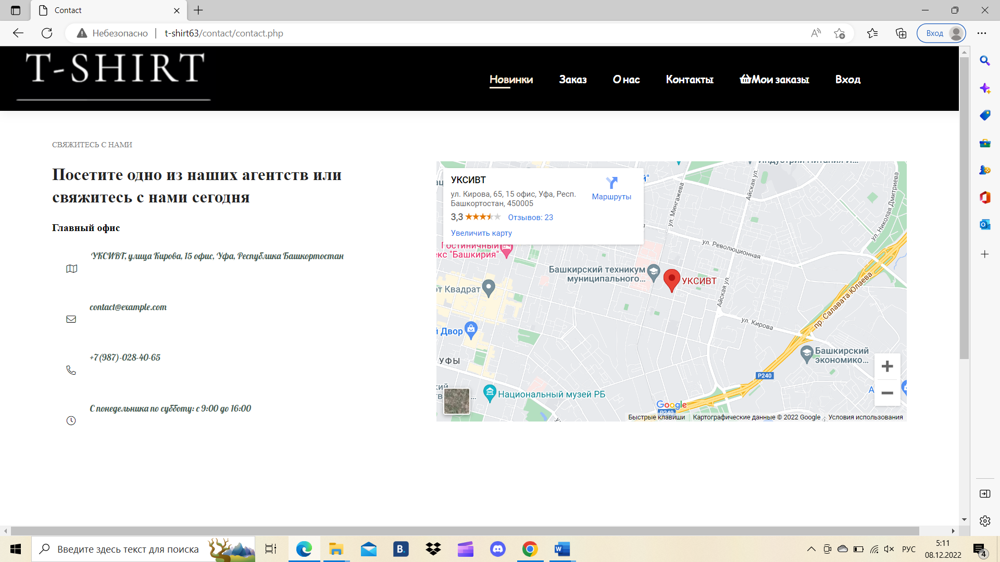 Contact
Небезопасно
t-shirt63/contact/contact.php
Вход
T-SHIRT
Новинки
Заказ
О нас
Контакты
Мои заказы
Вход
СВЯЖИТЕСЬ С НАМИ
Посетите одно из наших агентств или
свяжитесь с нами сегодня
Главный офис
УКСИВТ, улица Кирова, 15 офис, Уфа, Республика Башкортостан
contact@example.com
+7(987)-028-40-65
С понедельника по субботу: с 9:00 до 16:00
УКСИВТ
ул. Кирова, 65, 15 офис, Уфа, Респ.
Башкортостан, 450005
Маршруты
3,3
Отзывов: 23
Увеличить карту
ул. Мингажева
Айская ул.
ул. Николая Дмитриева
Гостиничный
екс "Башкирия"
ул. Революционная
Башкирский техникум
муниципального...
УКСИВТ
Айская ул.
рт Квадрат
пр. Салавата Юлаева
ул. Кирова
й Двор
Башкирский
экономико...
УФЫ
P240
Национальный музей РБ
Google
P240
Быстрые клавиши
Картографические данные © 2022 Google
Условия использования
Введите здесь текст для поиска
B.
W
РУС
5:11
08.12.2022
4